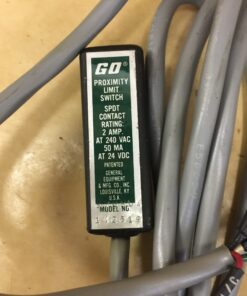 GO
PROXIMITY
LIMIT
SWITCH
SPDT
CONTACT
RATING:
2 AMP.
AT 240 VAC
50 MA
AT 24 VDC
PATENTED
GENERAL
EQUIPMENT
& MFG. CO., INC
LOUISVILLE, KY
U.S.A.
MODEL NO.